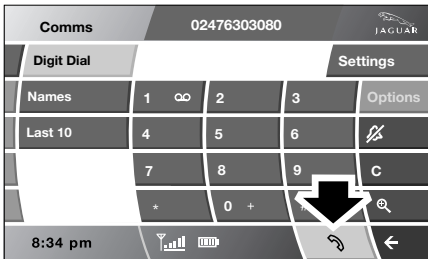 Comms 02476303080 JAGUAR
Digit Dial Settings
Names 1 2 3 Options
Last 10 4 5 6
7 8 9 C
* 0 + #
8:34 pm